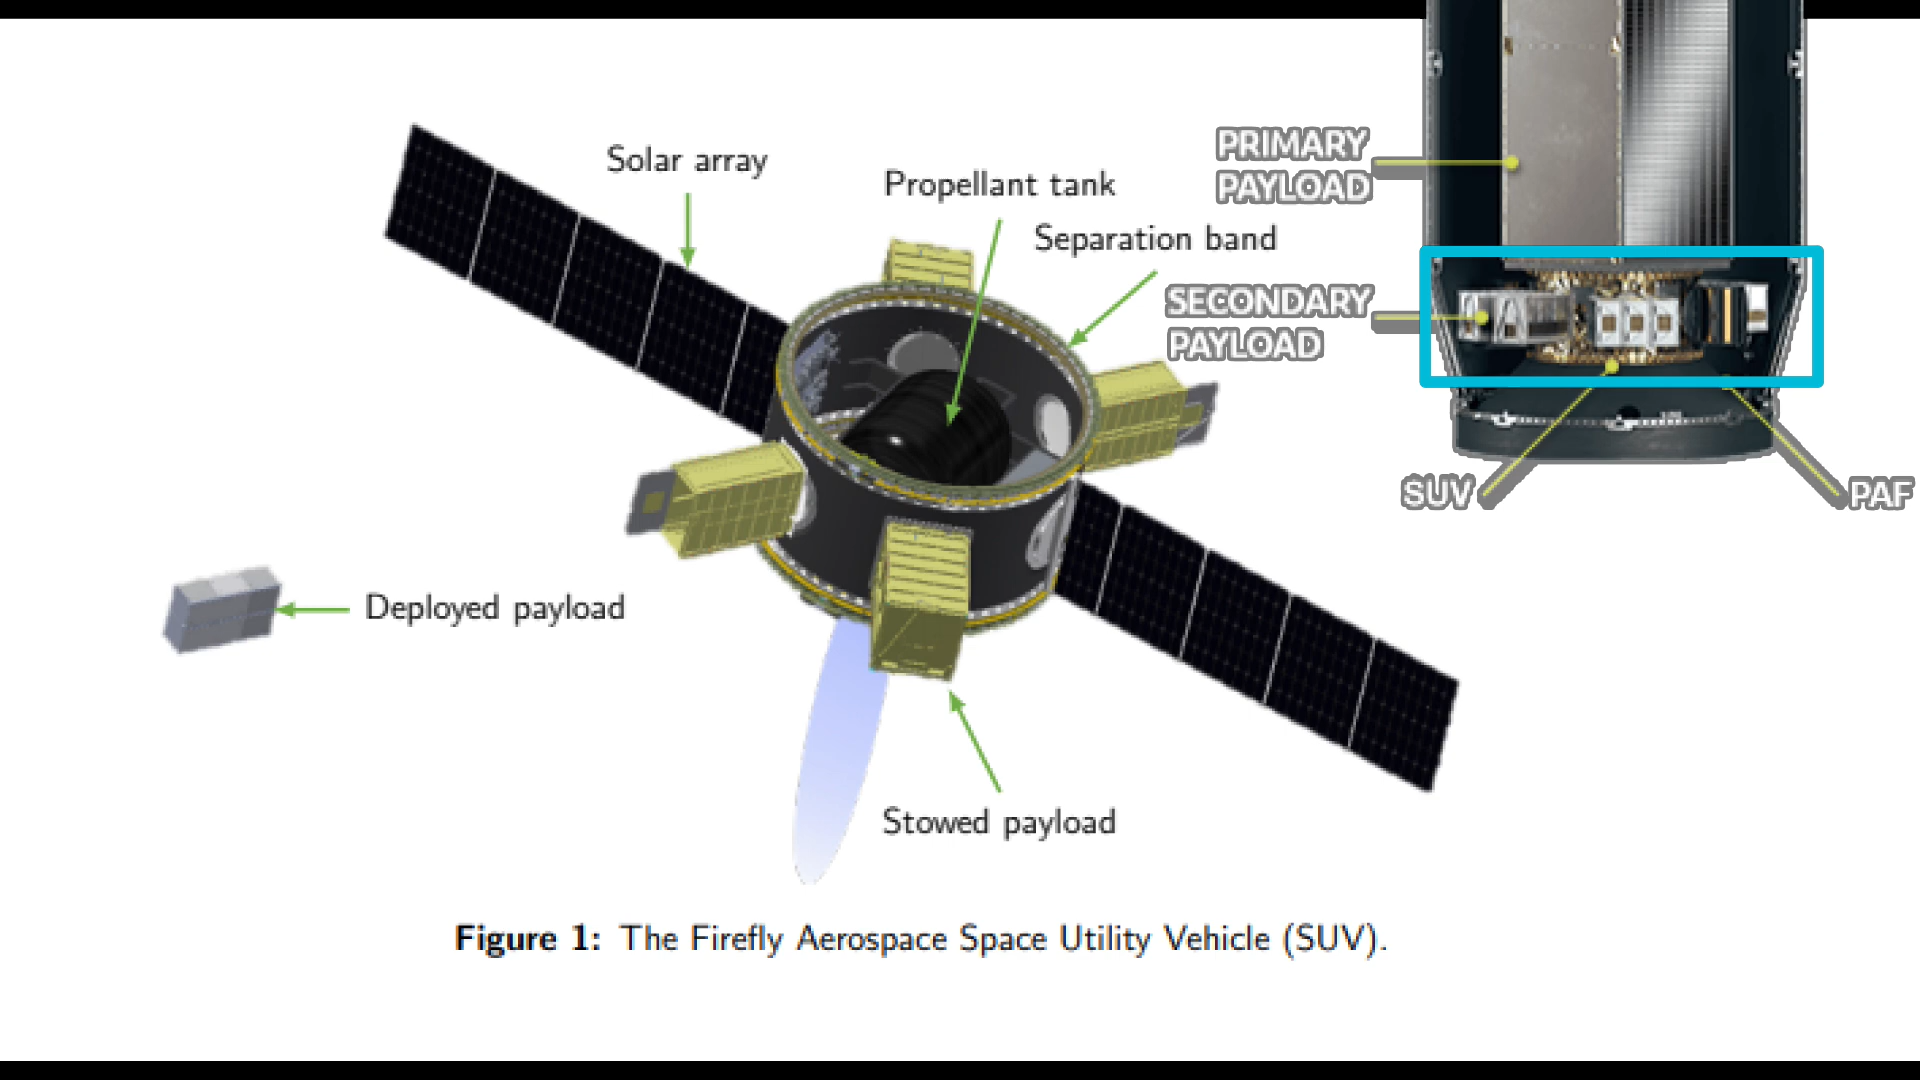 Solar array
Propellant tank
Separation band
PRIMARY
PAYLOAD
SECONDARY
PAYLOAD
SUV
PAF
Deployed payload
Stowed payload
Figure 1: The Firefly Aerospace Space Utility Vehicle (SUV).